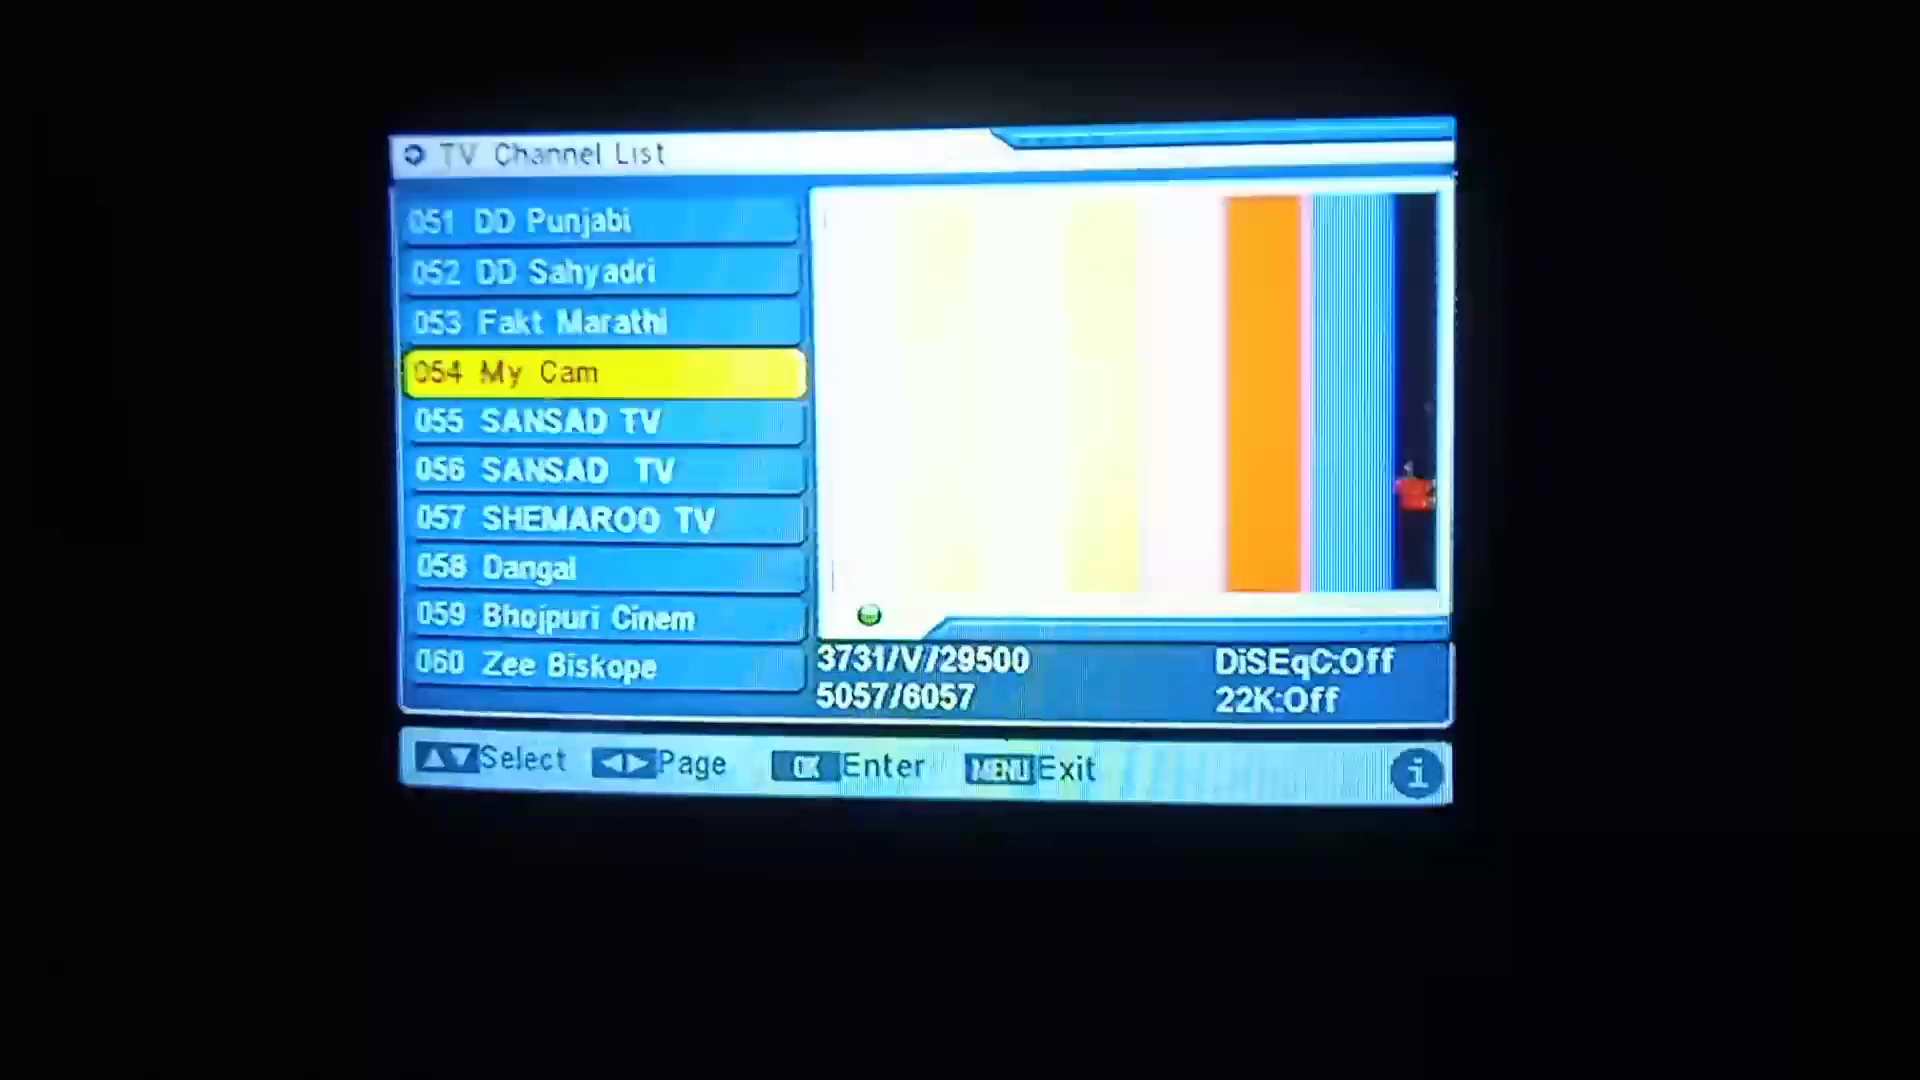 TV Channel List
051 DD Punjabi
052 DD Sahyadri
053 Fakt Marathi
054 My Cam
055 SANSAD TV
056 SANSAD TV
057 SHEMAROO TV
058 Dangal
059 Bhojpuri Cinem
060 Zee Biskope
3731/V/29500 DiSEqC:Off
5057/6057 22K:Off
Select Page OK Enter MENU Exit i